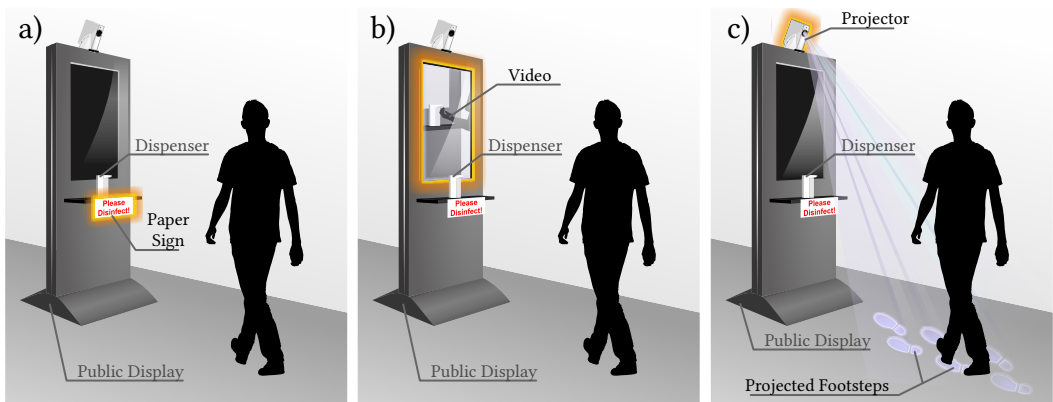 a)
Dispenser
Please
Disinfect!
Paper
Sign
Public Display
b)
Video
Dispenser
Please
Disinfect!
Public Display
c)
Projector
Dispenser
Please
Disinfect!
Public Display
Projected Footsteps